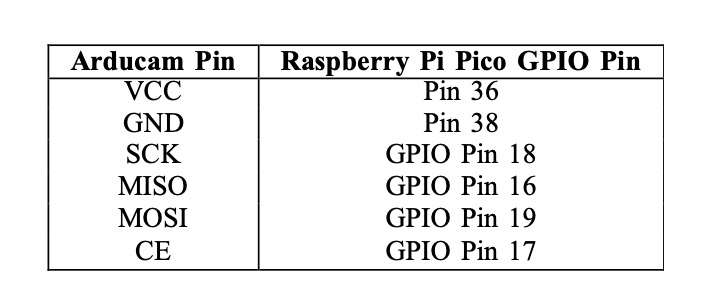 Arducam Pin Raspberry Pi Pico GPIO Pin
VCC Pin 36
GND Pin 38
SCK GPIO Pin 18
MISO GPIO Pin 16
MOSI GPIO Pin 19
CE GPIO Pin 17